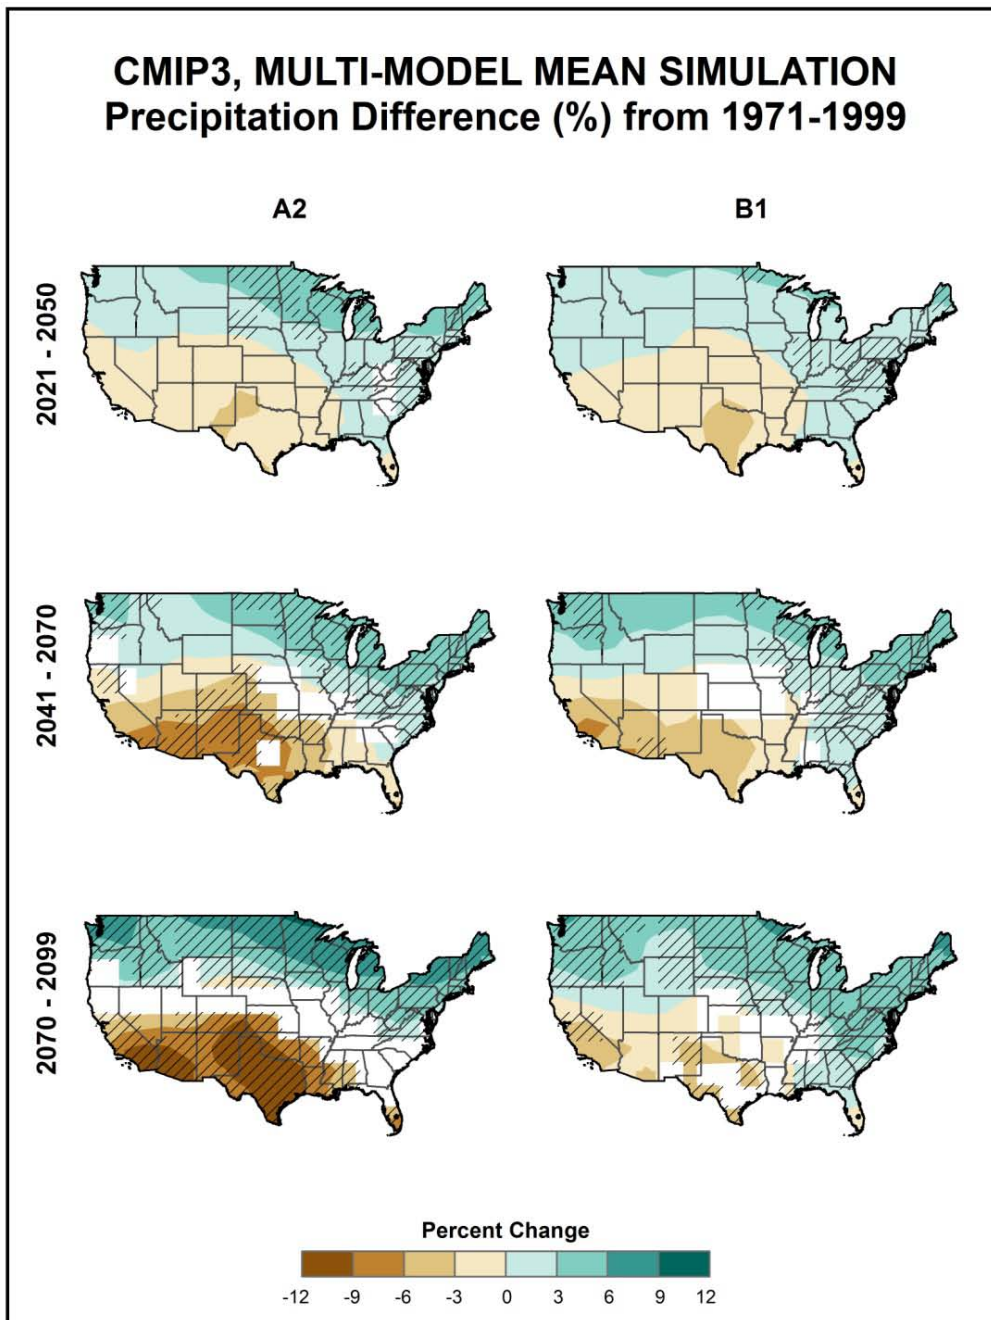 CMIP3, MULTI-MODEL MEAN SIMULATION
Precipitation Difference (%) from 1971-1999
A2
B1
2021 - 2050
2041 - 2070
2070 - 2099
Percent Change
-12 -9 -6 -3 0 3 6 9 12